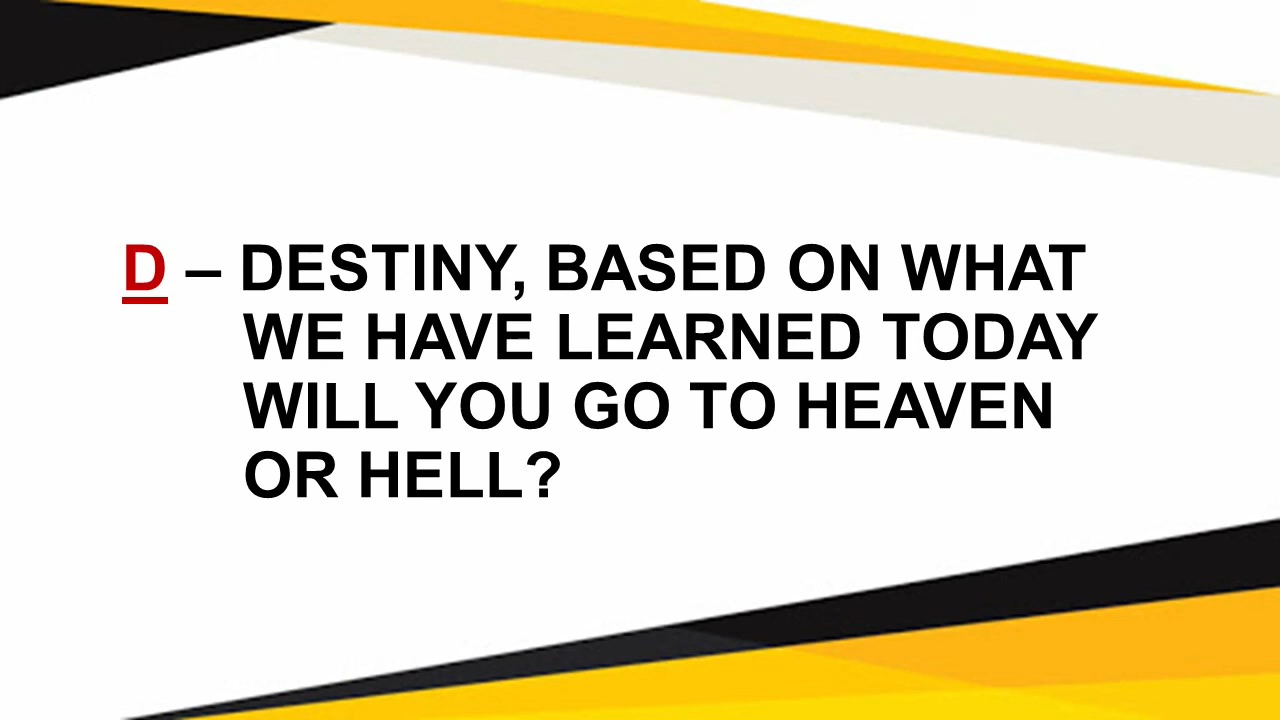 D – DESTINY, BASED ON WHAT
WE HAVE LEARNED TODAY
WILL YOU GO TO HEAVEN
OR HELL?